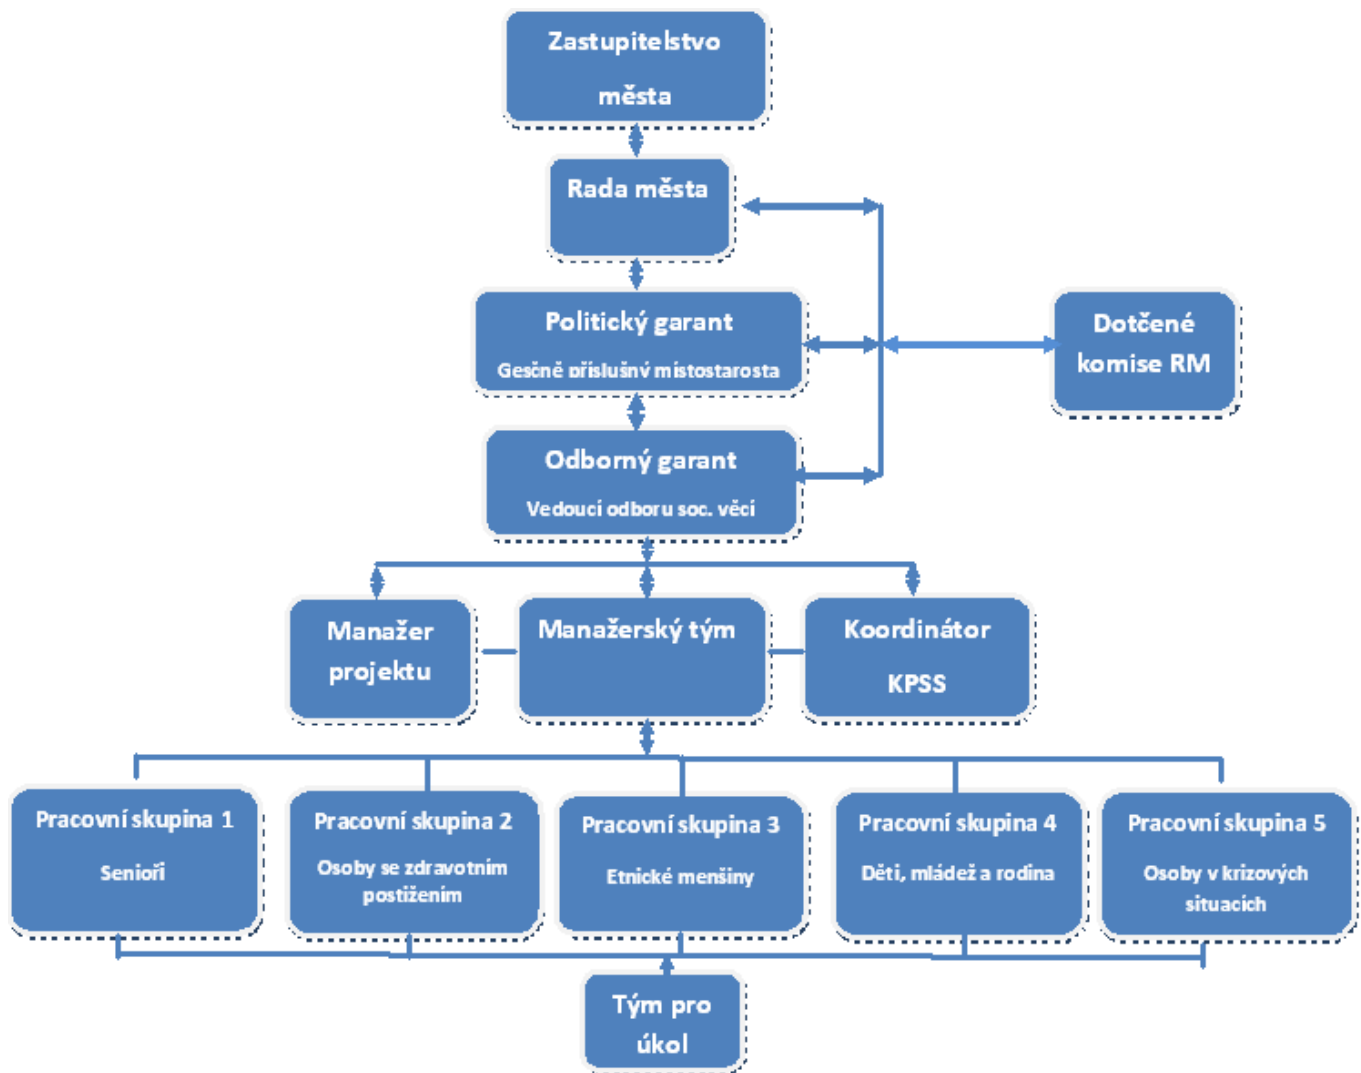 Zastupitelstvo
města
Rada města
Politický garant
Gesčně příslušný místostarosta
Dotčené
komise RM
Odborný garant
Vedoucí odboru soc. věcí
Manažer
projektu
Manažerský tým
Koordinátor
KPSS
Pracovní skupina 1
Senioři
Pracovní skupina 2
Osoby se zdravotním
postižením
Pracovní skupina 3
Etnické menšiny
Pracovní skupina 4
Děti, mládež a rodina
Pracovní skupina 5
Osoby v krizových
situacích
Tým pro
úkol